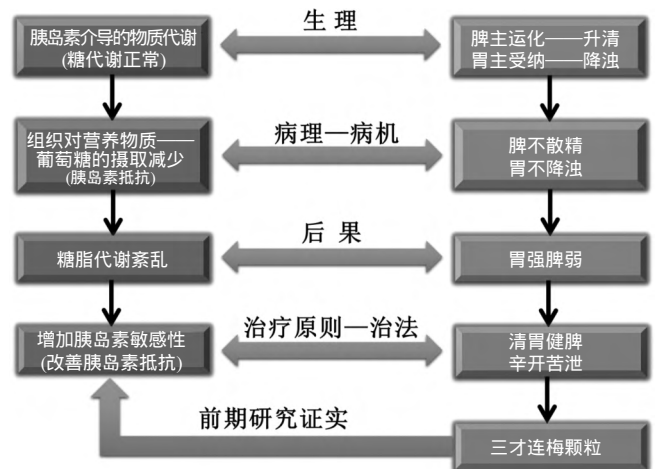 生理
胰岛素介导的物质代谢
(糖代谢正常)
脾主运化——升清
胃主受纳——降浊
病理—病机
组织对营养物质——
葡萄糖的摄取减少
(胰岛素抵抗)
脾不散精
胃不降浊
后果
糖脂代谢紊乱
胃强脾弱
治疗原则—治法
增加胰岛素敏感性
(改善胰岛素抵抗)
清胃健脾
辛开苦泄
前期研究证实
三才连梅颗粒